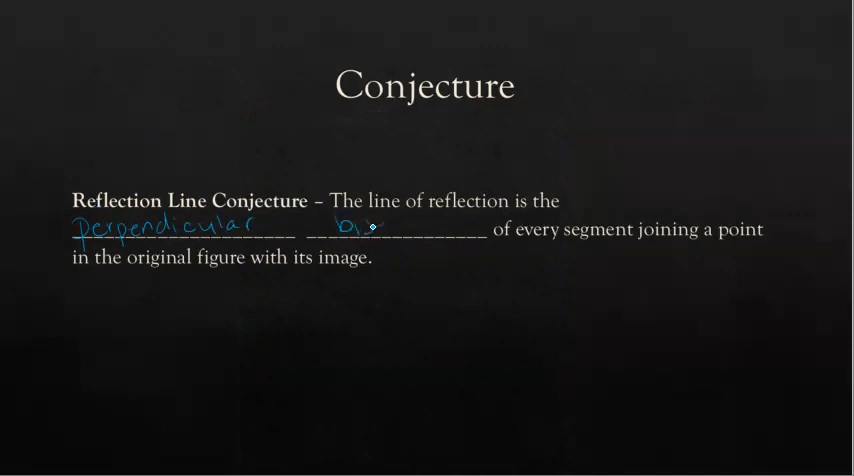 Conjecture
Reflection Line Conjecture – The line of reflection is the
perpendicular bis of every segment joining a point
in the original figure with its image.